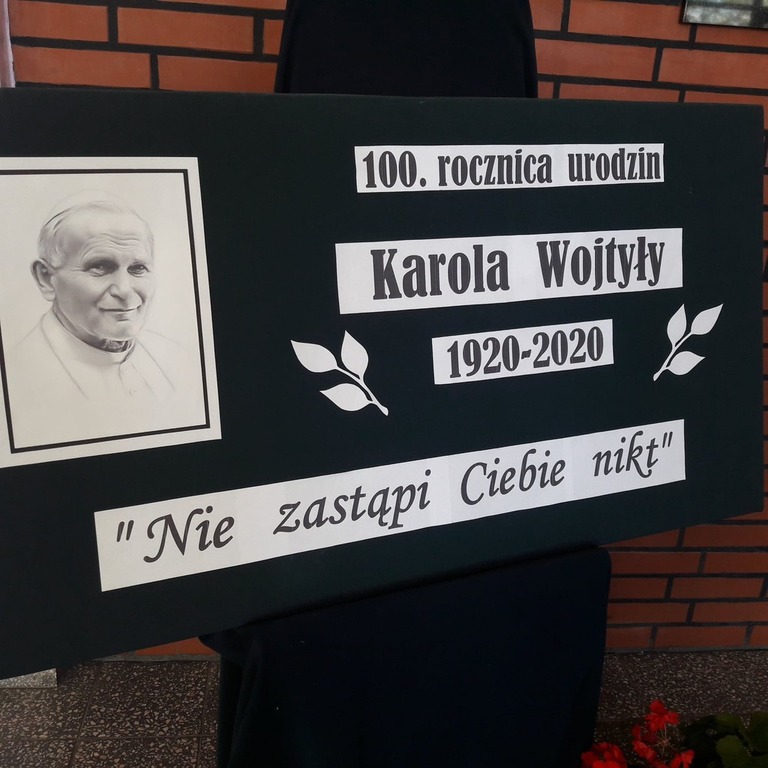 100. rocznica urodzin
Karola Wojtyły
1920-2020
"Nie zastąpi Ciebie nikt"